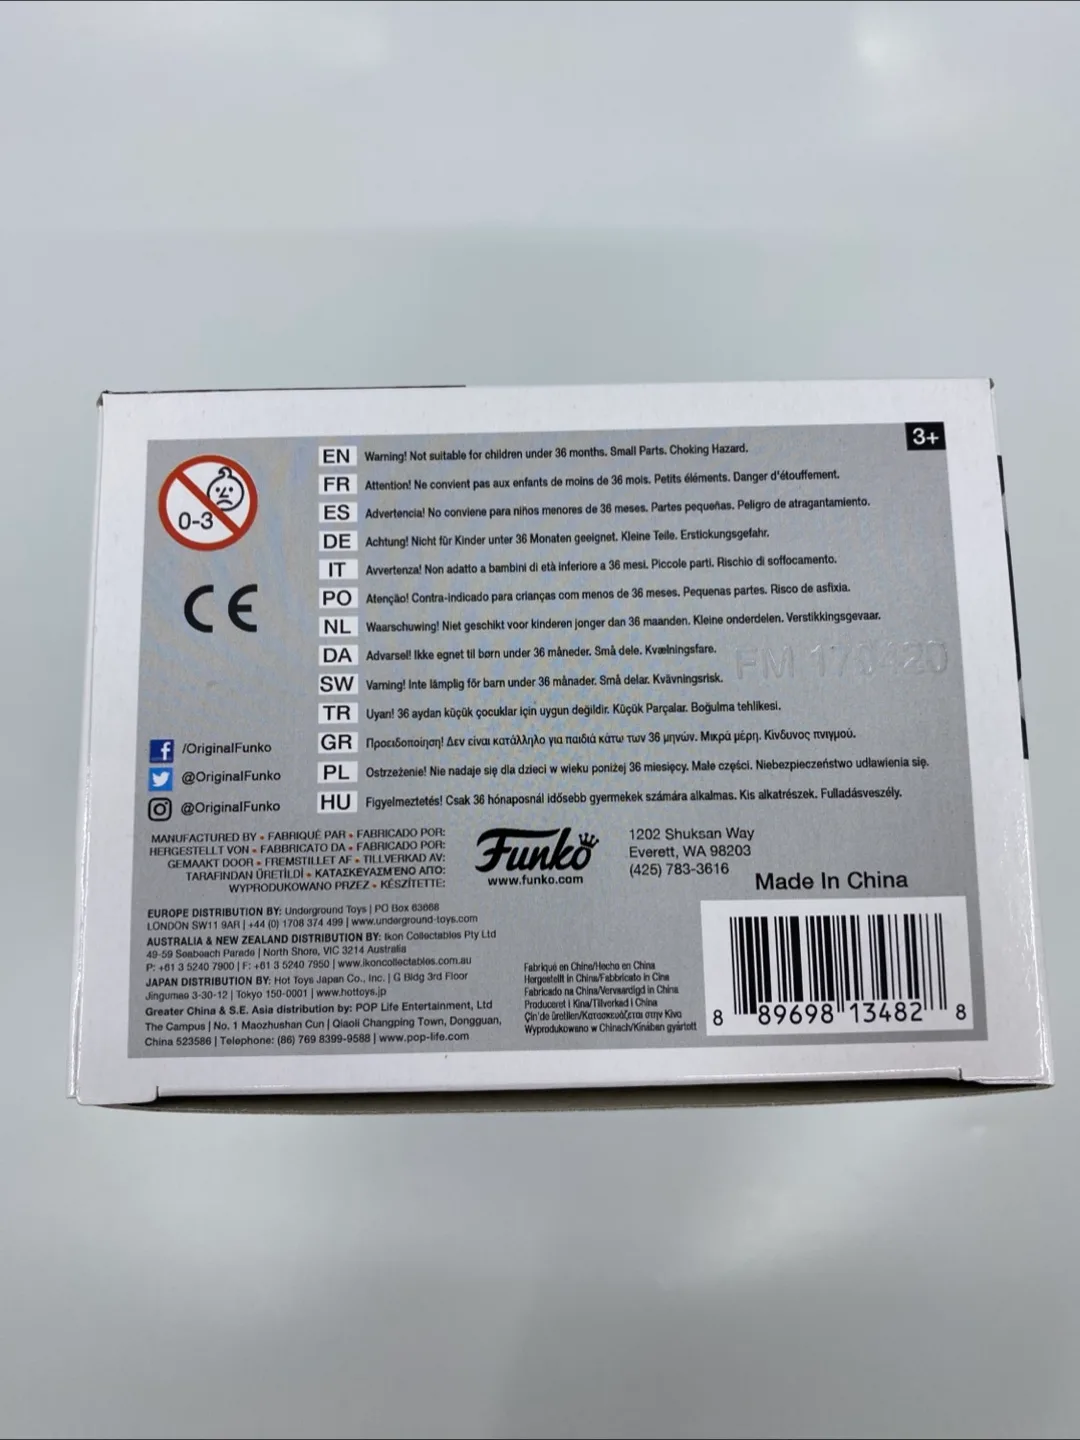 3+
0-3
CE
EN Warning! Not suitable for children under 36 months. Small Parts. Choking Hazard.
FR Attention! Ne convient pas aux enfants de moins de 36 mois. Petits éléments. Danger d'étouffement.
ES Advertencia! No conviene para niños menores de 36 meses. Partes pequeñas. Peligro de atragantamiento.
DE Achtung! Nicht für Kinder unter 36 Monaten geeignet. Kleine Teile. Erstickungsgefahr.
IT Avvertenza! Non adatto a bambini di età inferiore a 36 mesi. Piccole parti. Rischio di soffocamento.
PO Atenção! Contra-indicado para crianças com menos de 36 meses. Pequenas partes. Risco de asfixia.
NL Waarschuwing! Niet geschikt voor kinderen jonger dan 36 maanden. Kleine onderdelen. Verstikkingsgevaar.
DA Advarsel! Ikke egnet til børn under 36 måneder. Små dele. Kvælningsfare.
FM 170420
SW Varning! Inte lämplig för barn under 36 månader. Små delar. Kvävningsrisk.
TR Uyarı! 36 aydan küçük çocuklar için uygun değildir. Küçük Parçalar. Boğulma tehlikesi.
GR Προειδοποίηση! Δεν είναι κατάλληλο για παιδιά κάτω των 36 μηνών. Μικρά μέρη. Κίνδυνος πνιγμού.
PL Ostrzeżenie! Nie nadaje się dla dzieci w wieku poniżej 36 miesięcy. Małe części. Niebezpieczeństwo udławienia się.
HU Figyelmeztetés! Csak 36 hónaposnál idősebb gyermekek számára alkalmas. Kis alkatrészek. Fulladásveszély.
/OriginalFunko
@OriginalFunko
@OriginalFunko
MANUFACTURED BY • FABRIQUÉ PAR • FABRICADO POR:
HERGESTELLT VON • FABBRICATO DA • FABRICADO POR:
GEMAAKT DOOR • FREMSTILLET AF • TILLVERKAD AV:
TARAFINDAN ÜRETİLDİ • ΚΑΤΑΣΚΕΥΑΣΜΈΝΟ ΑΠΌ:
WYPRODUKOWANO PRZEZ • KÉSZÍTETTE:
Funko
www.funko.com
1202 Shuksan Way
Everett, WA 98203
(425) 783-3616
Made In China
EUROPE DISTRIBUTION BY: Underground Toys | PO Box 63668
LONDON SW11 9AR | +44 (0) 1708 374 499 | www.underground-toys.com
AUSTRALIA & NEW ZEALAND DISTRIBUTION BY: Ikon Collectables Pty Ltd
49-59 Seabeach Parade | North Shore, VIC 3214 Australia
P: +61 3 5240 7900 | F: +61 3 5240 7950 | www.ikoncollectables.com.au
JAPAN DISTRIBUTION BY: Hot Toys Japan Co., Inc. | G Bldg 3rd Floor
Jingumae 3-30-12 | Tokyo 150-0001 | www.hottoys.jp
Greater China & S.E. Asia distribution by: POP Life Entertainment, Ltd
The Campus | No. 1 Maozhushan Cun | Qiaoli Changping Town, Dongguan,
China 523586 | Telephone: (86) 769 8399-9588 | www.pop-life.com
Fabriqué en China/Hecho en China
Hergestellt in China/Fabbricato in Cina
Fabricado na China/Vervaardigd in China
Produceret i Kina/Tillverkad i China
Çin'de üretilen/Κατασκευάζεται στην Κίνα
Wyprodukowano w Chinach/Kínában gyártott
8 89698 13482 8